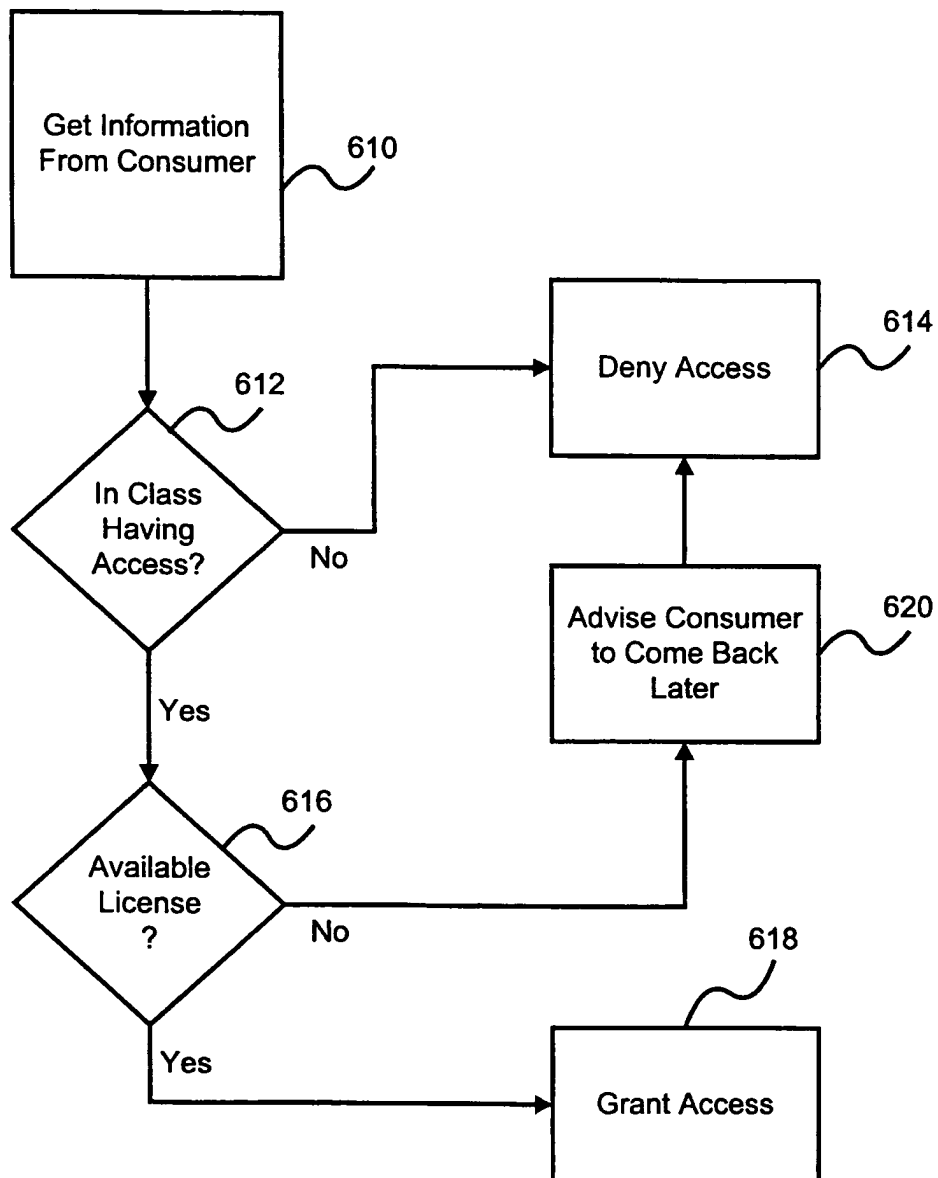 Get Information
From Consumer
610
614
Deny Access
612
In Class
Having
Access?
No
620
Advise Consumer
to Come Back
Later
Yes
616
Available
License
?
No
618
Yes
Grant Access